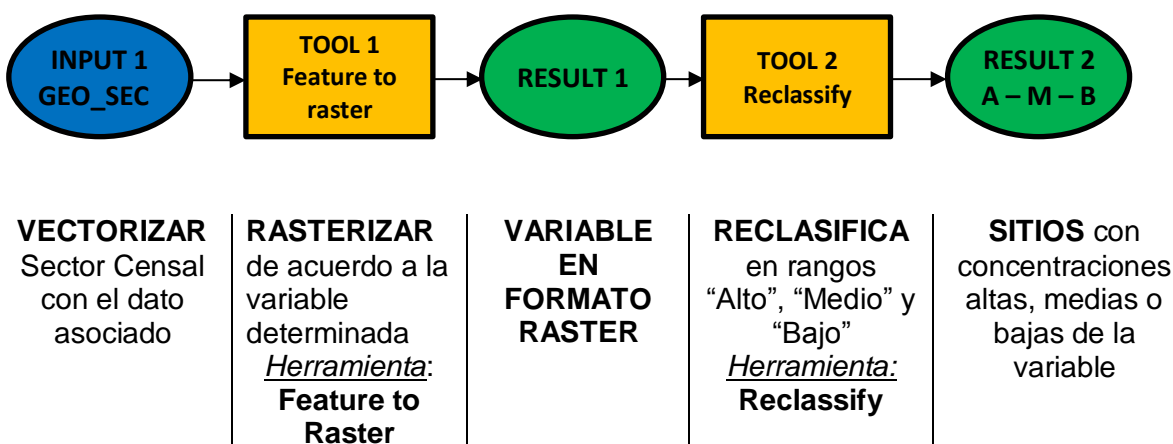 INPUT 1
GEO_SEC
TOOL 1
Feature to
raster
RESULT 1
TOOL 2
Reclassify
RESULT 2
A – M – B
VECTORIZAR
Sector Censal
con el dato
asociado
RASTERIZAR
de acuerdo a la
variable
determinada
Herramienta:
Feature to
Raster
VARIABLE
EN
FORMATO
RASTER
RECLASIFICA
en rangos
“Alto”, “Medio” y
“Bajo”
Herramienta:
Reclassify
SITIOS con
concentraciones
altas, medias o
bajas de la
variable